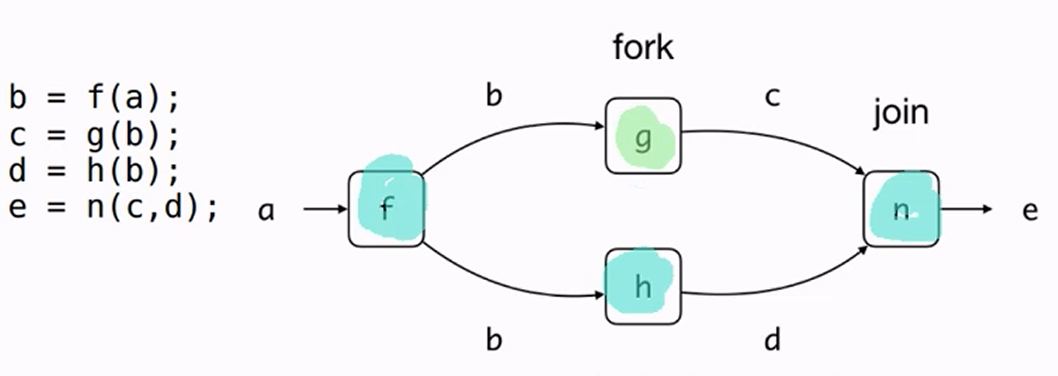 fork
b = f(a);
c = g(b);
d = h(b);
e = n(c,d);
a
f
b
g
c
join
n
e
h
b
d